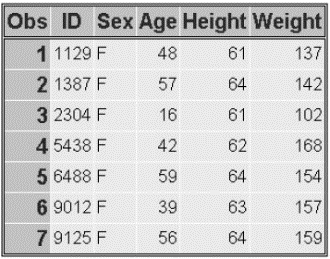 Obs ID Sex Age Height Weight
1 1129 F 48 61 137
2 1387 F 57 64 142
3 2304 F 16 61 102
4 5438 F 42 62 168
5 6488 F 59 64 154
6 9012 F 39 63 157
7 9125 F 56 64 159